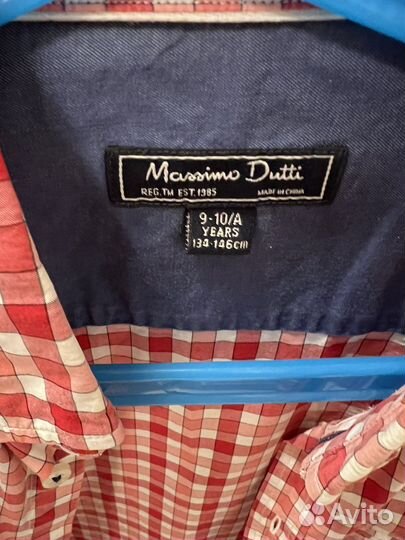 Massimo Dutti
REG.TM EST.1985 MADE IN CHINA
9-10/A
YEARS
134-146cm
Avito